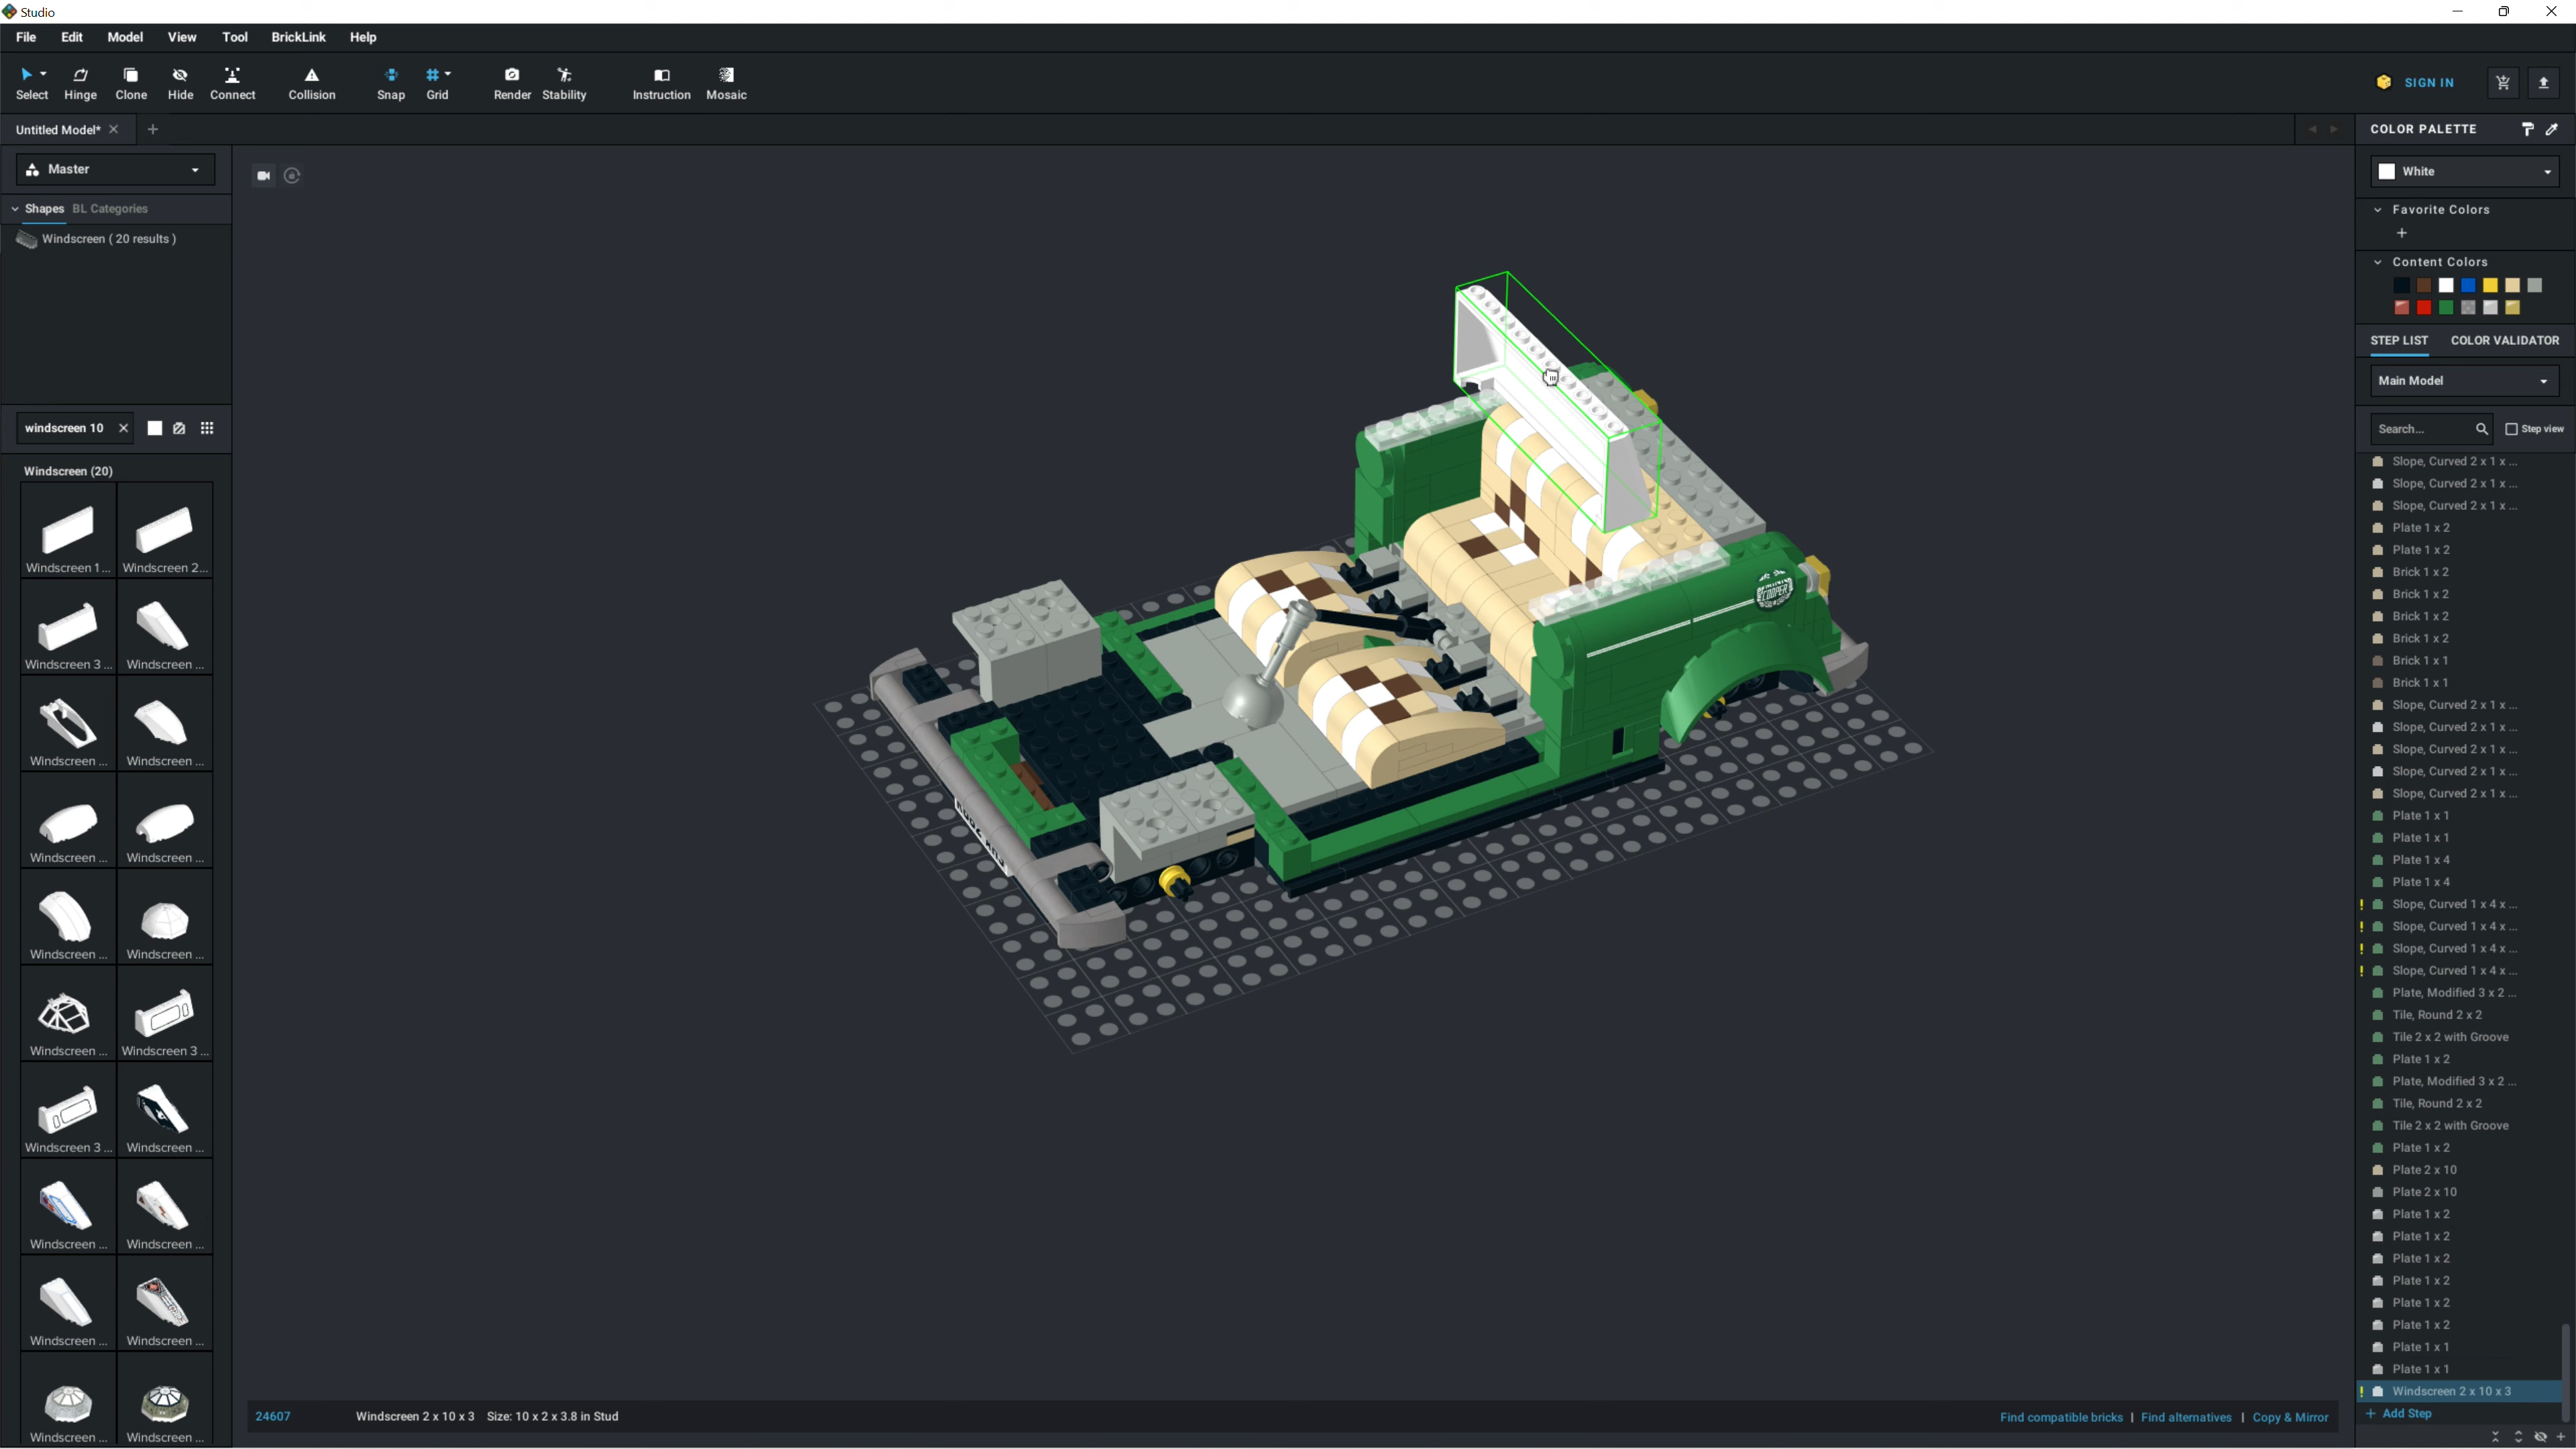 Studio
File Edit Model View Tool BrickLink Help
Select Hinge Clone Hide Connect Collision Snap Grid Render Stability Instruction Mosaic
SIGN IN
Untitled Model*
Master
Shapes BL Categories
Windscreen ( 20 results )
windscreen 10
Windscreen (20)
Windscreen 1... Windscreen 2...
Windscreen 3 ... Windscreen ...
Windscreen ... Windscreen ...
Windscreen ... Windscreen ...
Windscreen ... Windscreen ...
Windscreen ... Windscreen 3 ...
Windscreen 3 ... Windscreen ...
Windscreen ... Windscreen ...
Windscreen ... Windscreen ...
Windscreen ... Windscreen ...
COOPER
24607 Windscreen 2 x 10 x 3 Size: 10 x 2 x 3.8 in Stud
Find compatible bricks | Find alternatives | Copy & Mirror
COLOR PALETTE
White
Favorite Colors
+
Content Colors
STEP LIST COLOR VALIDATOR
Main Model
Search... Step view
Slope, Curved 2 x 1 x ...
Slope, Curved 2 x 1 x ...
Slope, Curved 2 x 1 x ...
Plate 1 x 2
Plate 1 x 2
Brick 1 x 2
Brick 1 x 2
Brick 1 x 2
Brick 1 x 2
Brick 1 x 1
Brick 1 x 1
Slope, Curved 2 x 1 x ...
Slope, Curved 2 x 1 x ...
Slope, Curved 2 x 1 x ...
Slope, Curved 2 x 1 x ...
Slope, Curved 2 x 1 x ...
Plate 1 x 1
Plate 1 x 1
Plate 1 x 4
Plate 1 x 4
! Slope, Curved 1 x 4 x ...
! Slope, Curved 1 x 4 x ...
! Slope, Curved 1 x 4 x ...
! Slope, Curved 1 x 4 x ...
Plate, Modified 3 x 2 ...
Tile, Round 2 x 2
Tile 2 x 2 with Groove
Plate 1 x 2
Plate, Modified 3 x 2 ...
Tile, Round 2 x 2
Tile 2 x 2 with Groove
Plate 1 x 2
Plate 2 x 10
Plate 2 x 10
Plate 1 x 2
Plate 1 x 2
Plate 1 x 2
Plate 1 x 2
Plate 1 x 2
Plate 1 x 2
Plate 1 x 1
Plate 1 x 1
! Windscreen 2 x 10 x 3
+ Add Step